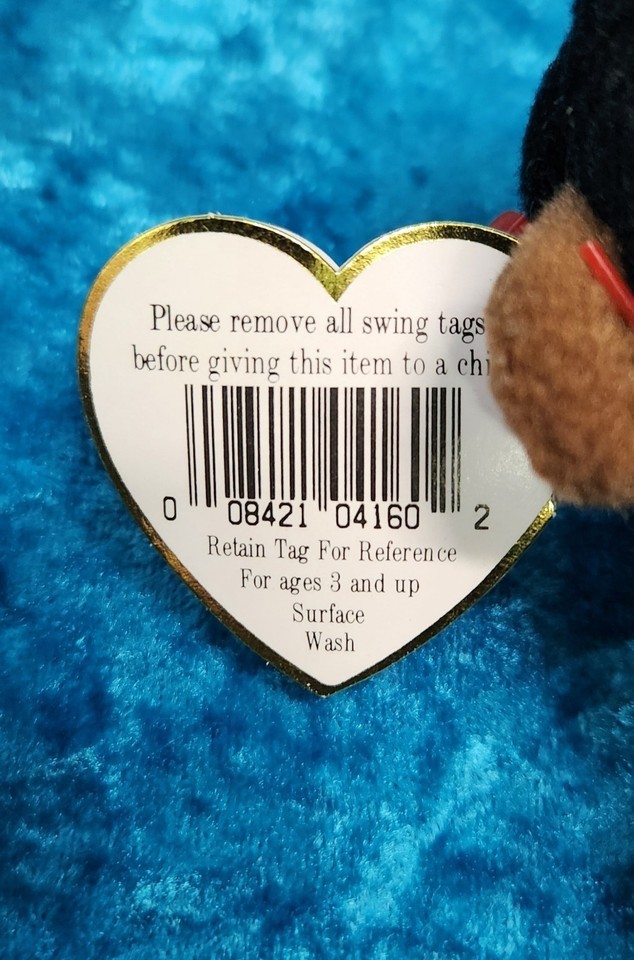 Please remove all swing tags
before giving this item to a
0 08421 04160 2
Retain Tag For Reference
For ages 3 and up
Surface
Wash